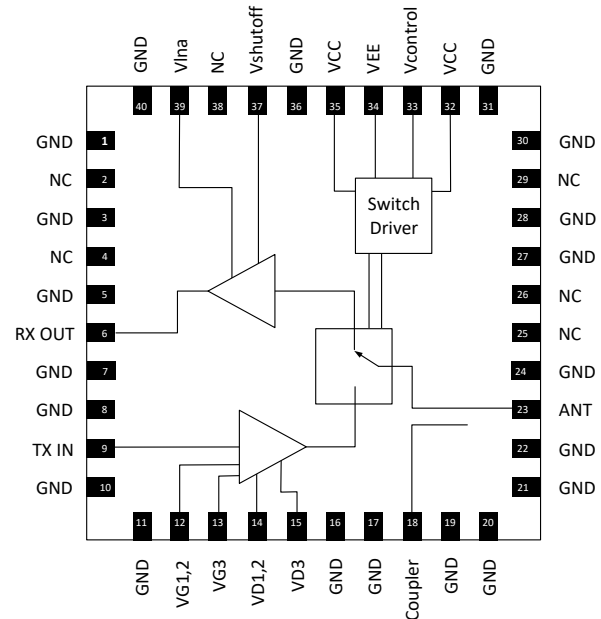 GND
Vlna
NC
Vshutoff
GND
VCC
VEE
Vcontrol
VCC
GND
40
39
38
37
36
35
34
33
32
31
GND 1
NC 2
GND 3
NC 4
GND 5
RX OUT 6
GND 7
GND 8
TX IN 9
GND 10
Switch
Driver
30 GND
29 NC
28 GND
27 GND
26 NC
25 NC
24 GND
23 ANT
22 GND
21 GND
11
12
13
14
15
16
17
18
19
20
GND
VG1,2
VG3
VD1,2
VD3
GND
GND
Coupler
GND
GND